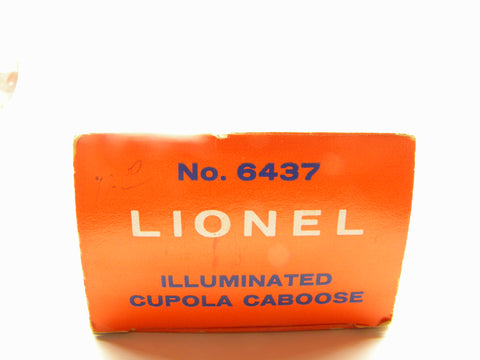 No. 6437
LIONEL
ILLUMINATED
CUPOLA CABOOSE